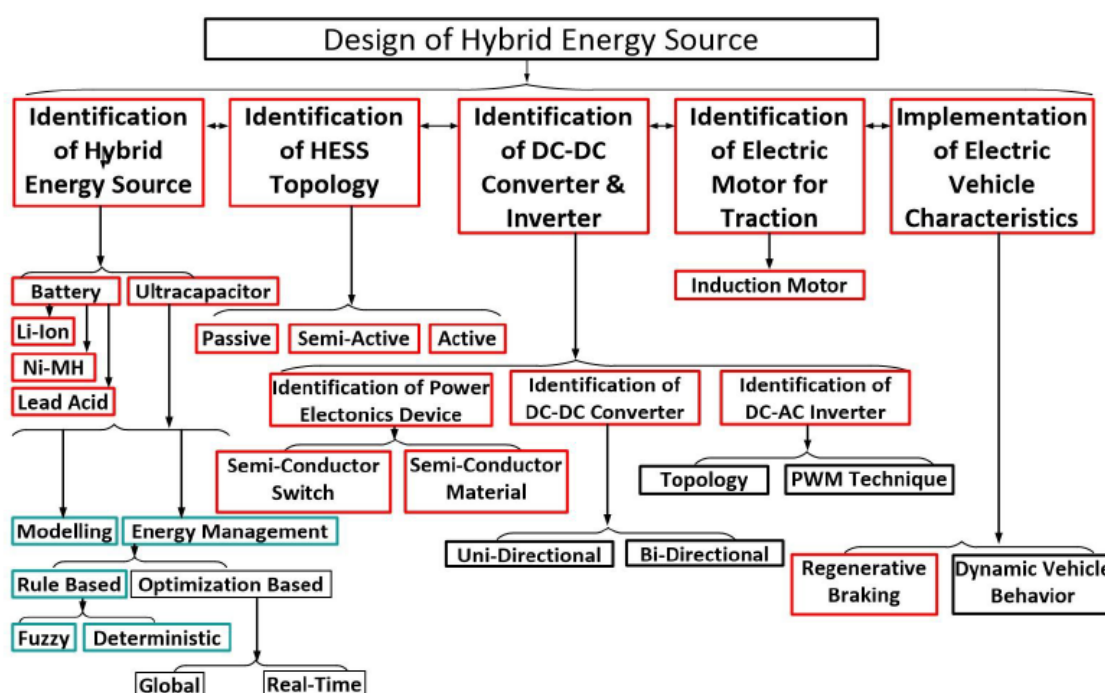 Design of Hybrid Energy Source
Identification
of Hybrid
Energy Source
Identification
of HESS
Topology
Identification
of DC-DC
Converter &
Inverter
Identification
of Electric
Motor for
Traction
Implementation
of Electric
Vehicle
Characteristics
Battery
Ultracapacitor
Li-Ion
Ni-MH
Lead Acid
Passive
Semi-Active
Active
Induction Motor
Identification of Power
Electonics Device
Identification of
DC-DC Converter
Identification of
DC-AC Inverter
Semi-Conductor
Switch
Semi-Conductor
Material
Topology
PWM Technique
Uni-Directional
Bi-Directional
Regenerative
Braking
Dynamic Vehicle
Behavior
Modelling
Energy Management
Rule Based
Optimization Based
Fuzzy
Deterministic
Global
Real-Time